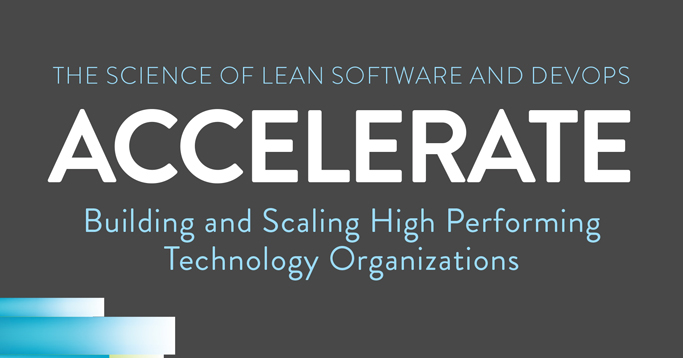 THE SCIENCE OF LEAN SOFTWARE AND DEVOPS
ACCELERATE
Building and Scaling High Performing
Technology Organizations